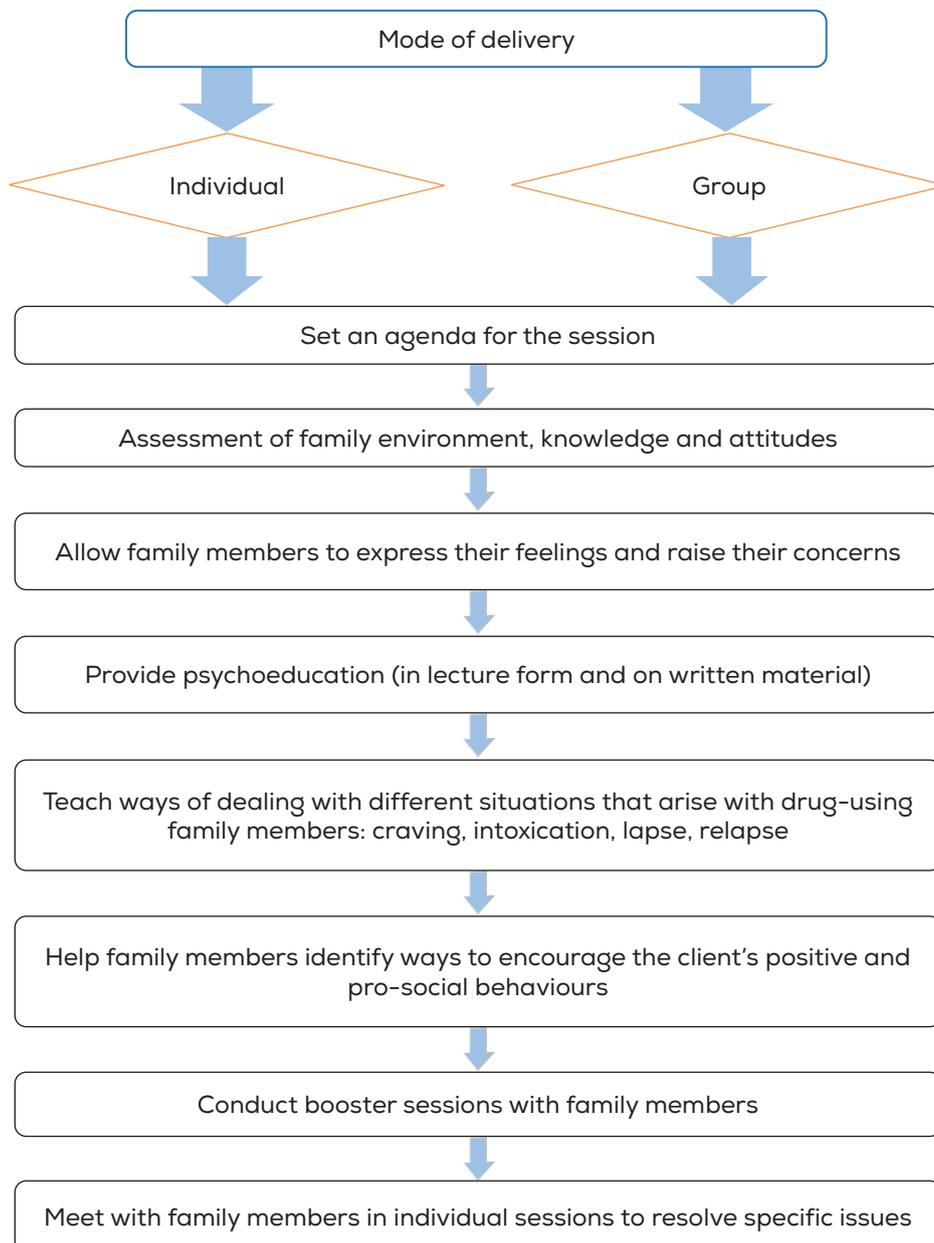 Mode of delivery
Individual
Group
Set an agenda for the session
Assessment of family environment, knowledge and attitudes
Allow family members to express their feelings and raise their concerns
Provide psychoeducation (in lecture form and on written material)
Teach ways of dealing with different situations that arise with drug-using
family members: craving, intoxication, lapse, relapse
Help family members identify ways to encourage the client’s positive and
pro-social behaviours
Conduct booster sessions with family members
Meet with family members in individual sessions to resolve specific issues